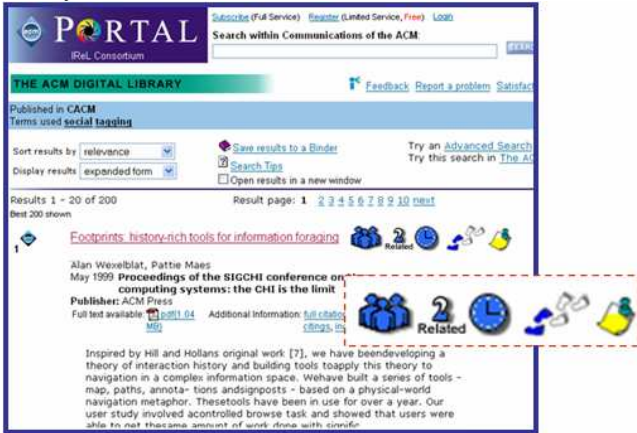 Subscribe (Full Service) Register (Limited Service, Free) Login
PORTAL
IReL Consortium
Search within Communications of the ACM:
THE ACM DIGITAL LIBRARY
Feedback Report a problem Satisfac
Published in CACM
Terms used social tagging
Sort results by relevance
Display results expanded form
Save results to a Binder
Search Tips
Open results in a new window
Try an Advanced Search
Try this search in The AC
Results 1 - 20 of 200
Result page: 1 2 3 4 5 6 7 8 9 10 next
Best 200 shown
1
Footprints: history-rich tools for information foraging
2
Related
Alan Wexelblat, Pattie Maes
May 1999 Proceedings of the SIGCHI conference on
computing systems: the CHI is the limit
Publisher: ACM Press
Full text available: pdf(1.04
MB)
Additional Information: full citation
citings,
2
Related
Inspired by Hill and Hollans original work [7], we have beendeveloping a
theory of interaction history and building tools toapply this theory to
navigation in a complex information space. Wehave built a series of tools -
map, paths, annota- tions andsignposts - based on a physical-world
navigation metaphor. Thesetools have been in use for over a year. Our
user study involved acontrolled browse task and showed that users were
able to get thesame amount of work done with signific